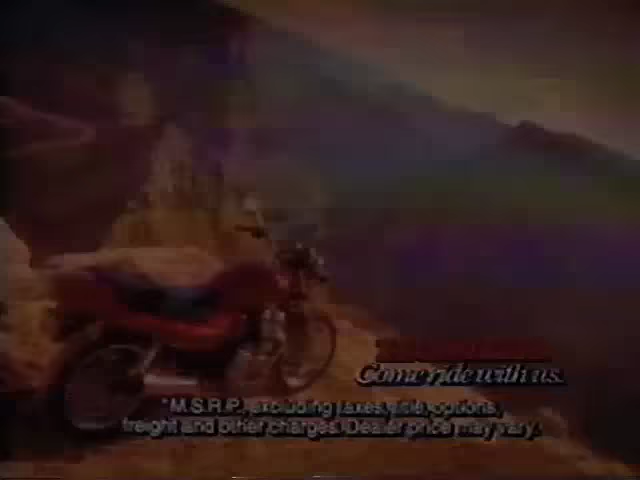 Come ride with us.
*M.S.R.P. excluding taxes, title, options,
freight and other charges. Dealer price may vary.